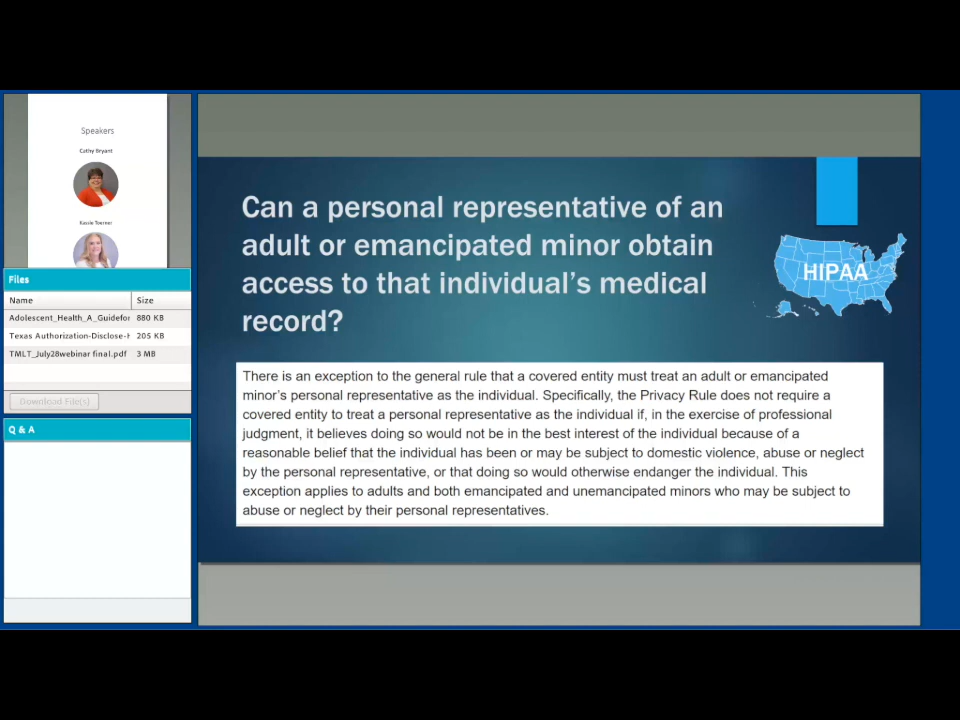 Speakers
Cathy Bryant
Kassie Toerner
Files
Name Size
Adolescent_Health_A_Guidefor 880 KB
Texas Authorization-Disclose-H 205 KB
TMLT_July28webinar final.pdf 3 MB
Download File(s)
Q & A
Can a personal representative of an
adult or emancipated minor obtain
access to that individual's medical
record?
HIPAA
There is an exception to the general rule that a covered entity must treat an adult or emancipated
minor's personal representative as the individual. Specifically, the Privacy Rule does not require a
covered entity to treat a personal representative as the individual if, in the exercise of professional
judgment, it believes doing so would not be in the best interest of the individual because of a
reasonable belief that the individual has been or may be subject to domestic violence, abuse or neglect
by the personal representative, or that doing so would otherwise endanger the individual. This
exception applies to adults and both emancipated and unemancipated minors who may be subject to
abuse or neglect by their personal representatives.